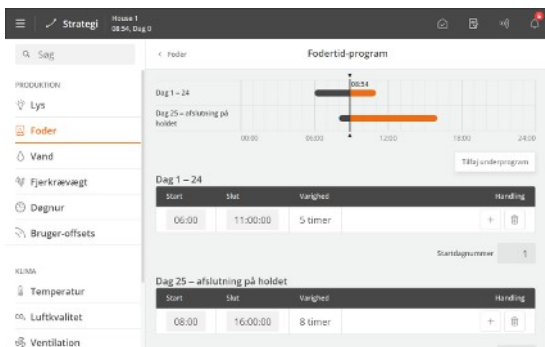 Strategi
House 1
08:54, Dag 0
Søg
PRODUKTION
Lys
Foder
Vand
Fjerkrævægt
Døgnur
Bruger-offsets
KLIMA
Temperatur
CO₂ Luftkvalitet
Ventilation
< Foder
Fodertid-program
08:54
Dag 1 – 24
Dag 25 – afslutning på
holdet
00:00 06:00 12:00 18:00 24:00
Tilføj underprogram
Dag 1 – 24
Start Slut Varighed Handling
06:00 11:00:00 5 timer +
Startdagnummer 1
Dag 25 – afslutning på holdet
Start Slut Varighed Handling
08:00 16:00:00 8 timer +